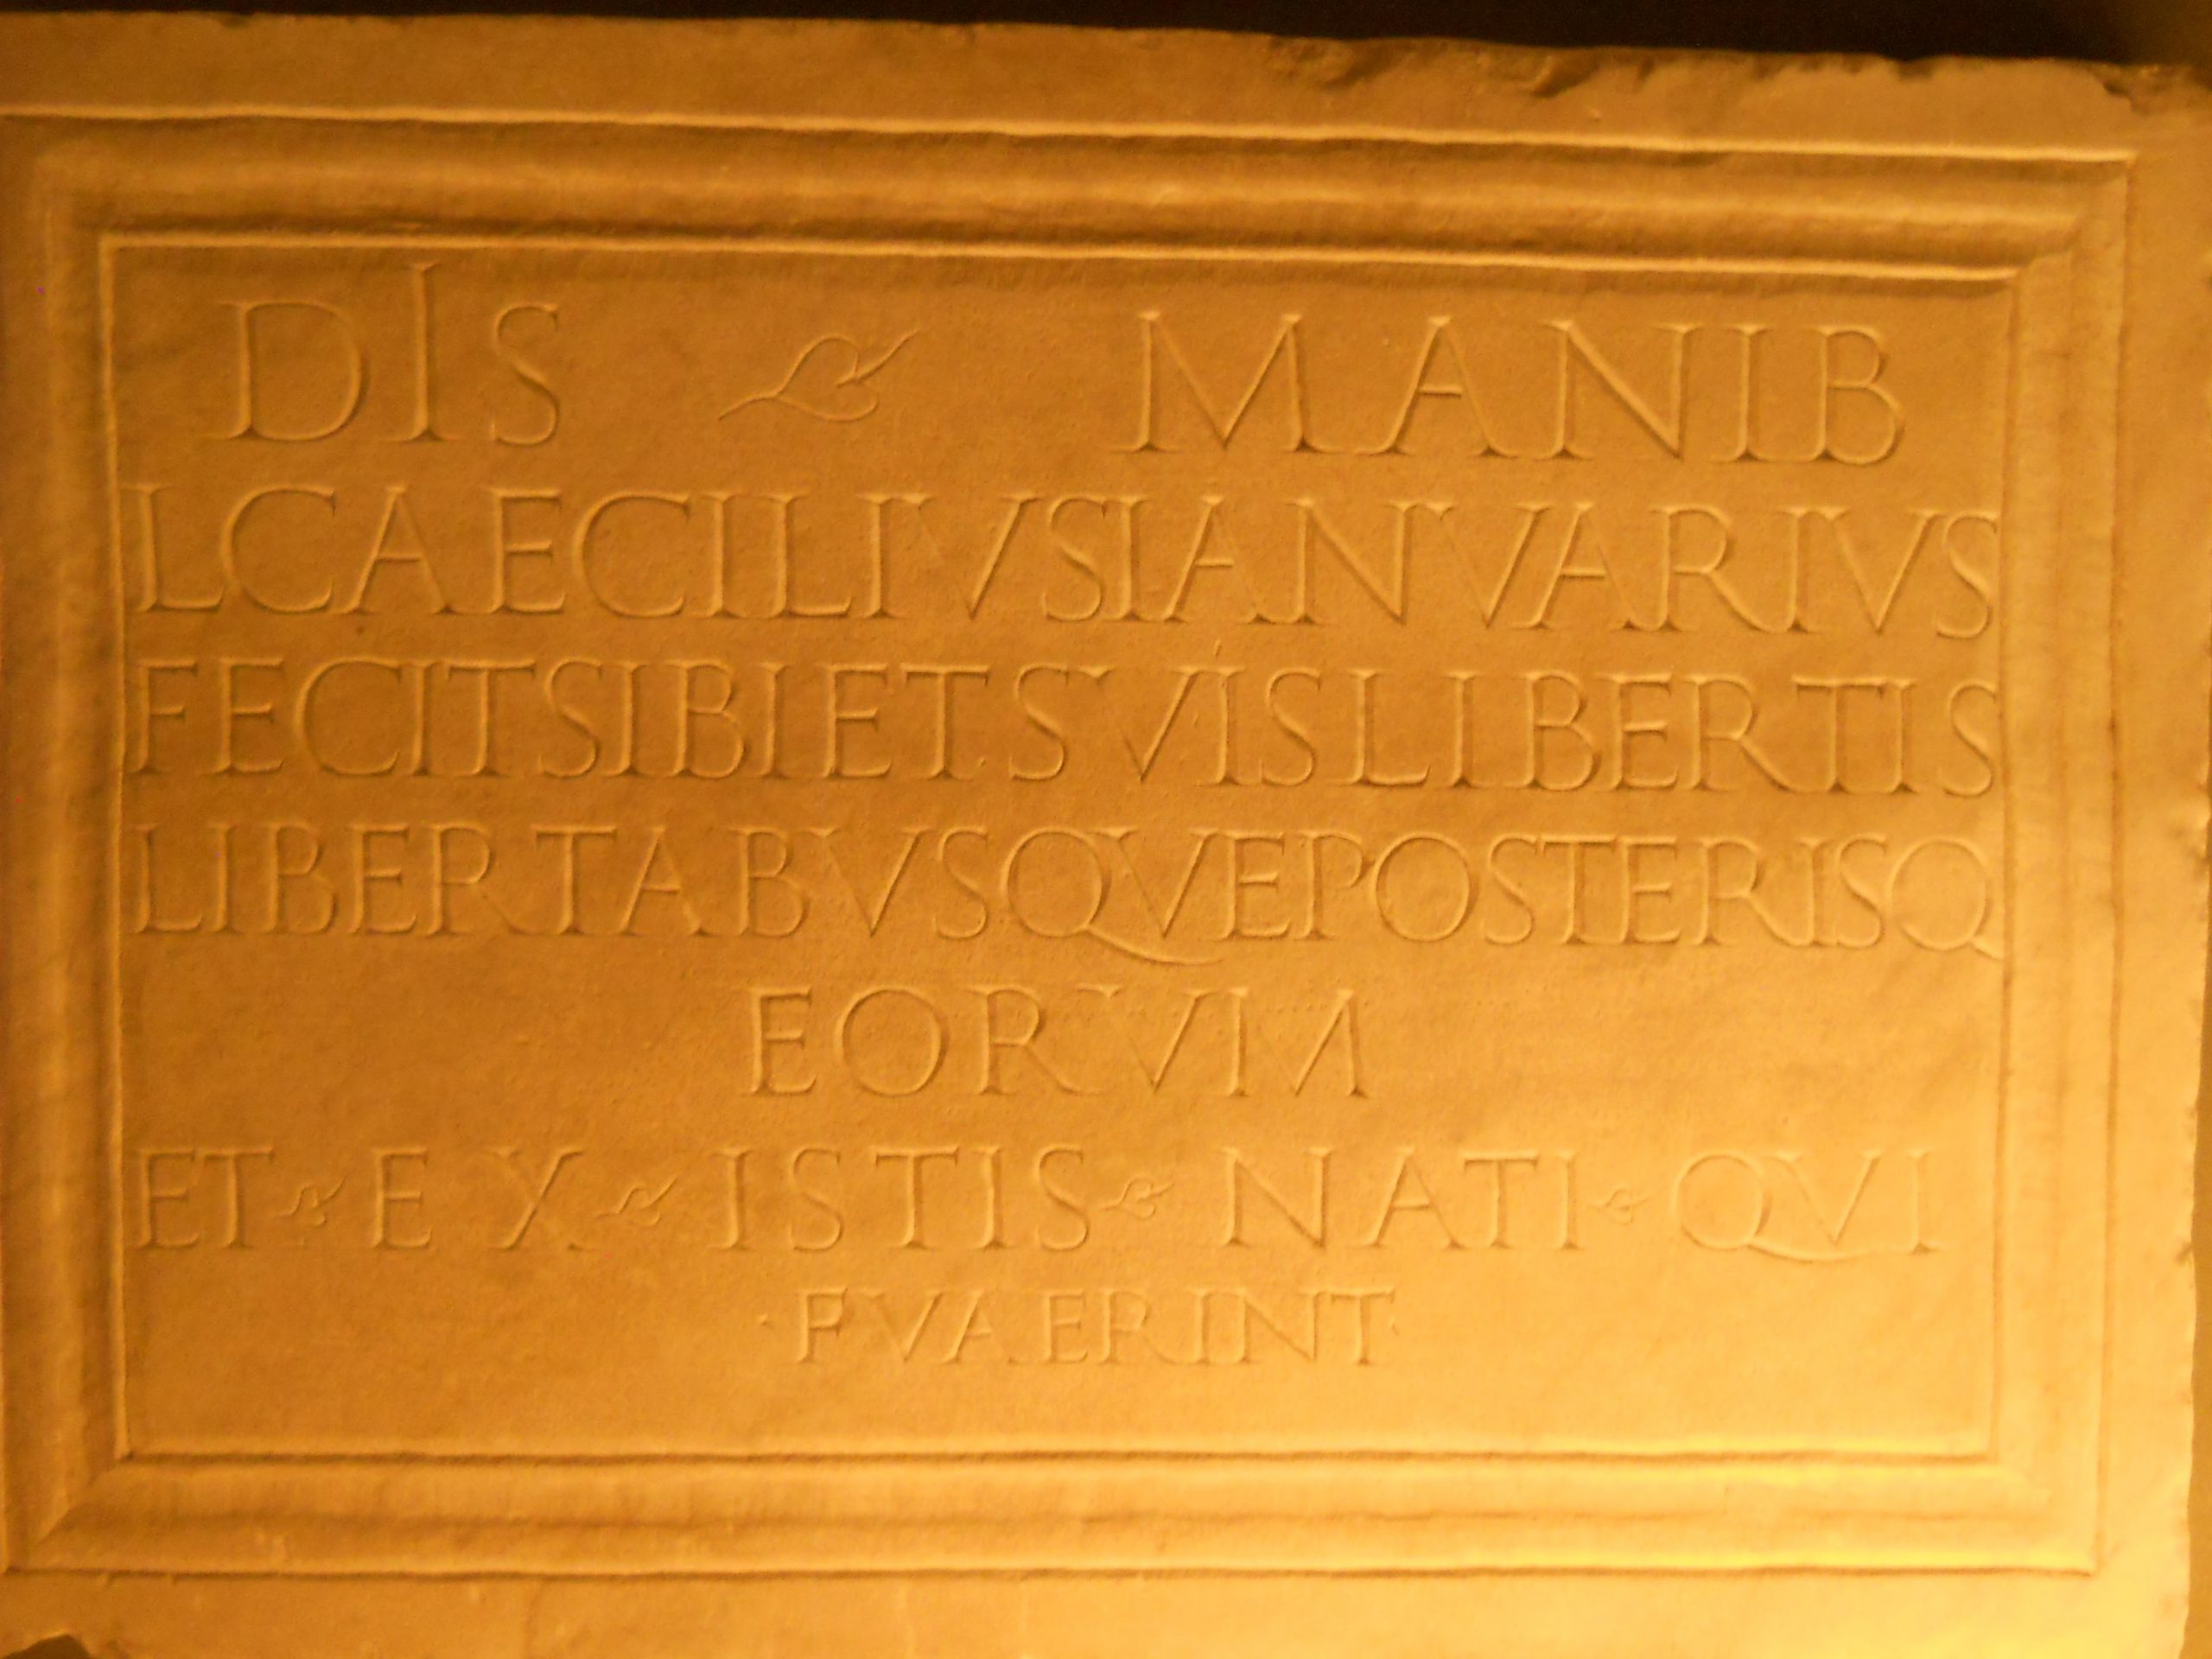 DIS ❧ MANIB
LCAECILIVSIANVARIVS
FECITSIBIETSVISLIBERTIS
LIBERTABVSQVEPOSTERISQ
EORVM
ET ❧ EX ❧ ISTIS ❧ NATI ❧ QVI
FVAERINT